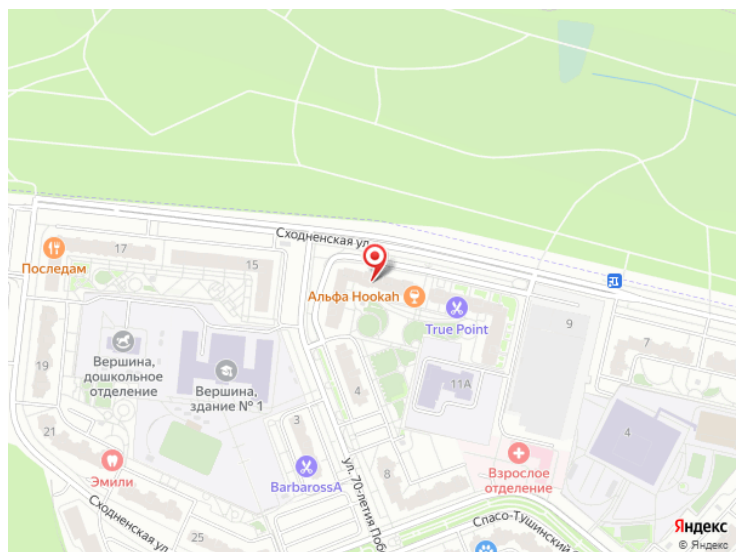 Сходненская ул.
17
15
Последам
Альфа Hookah
True Point
9
7
Вершина,
дошкольное
отделение
Вершина,
здание № 1
19
11А
4
21
3
4
Эмили
BarbarossA
ул. 70-летия Поб
8
Взрослое
отделение
Сходненская ул.
25
Спасо-Тушинский
Яндекс
© Яндекс